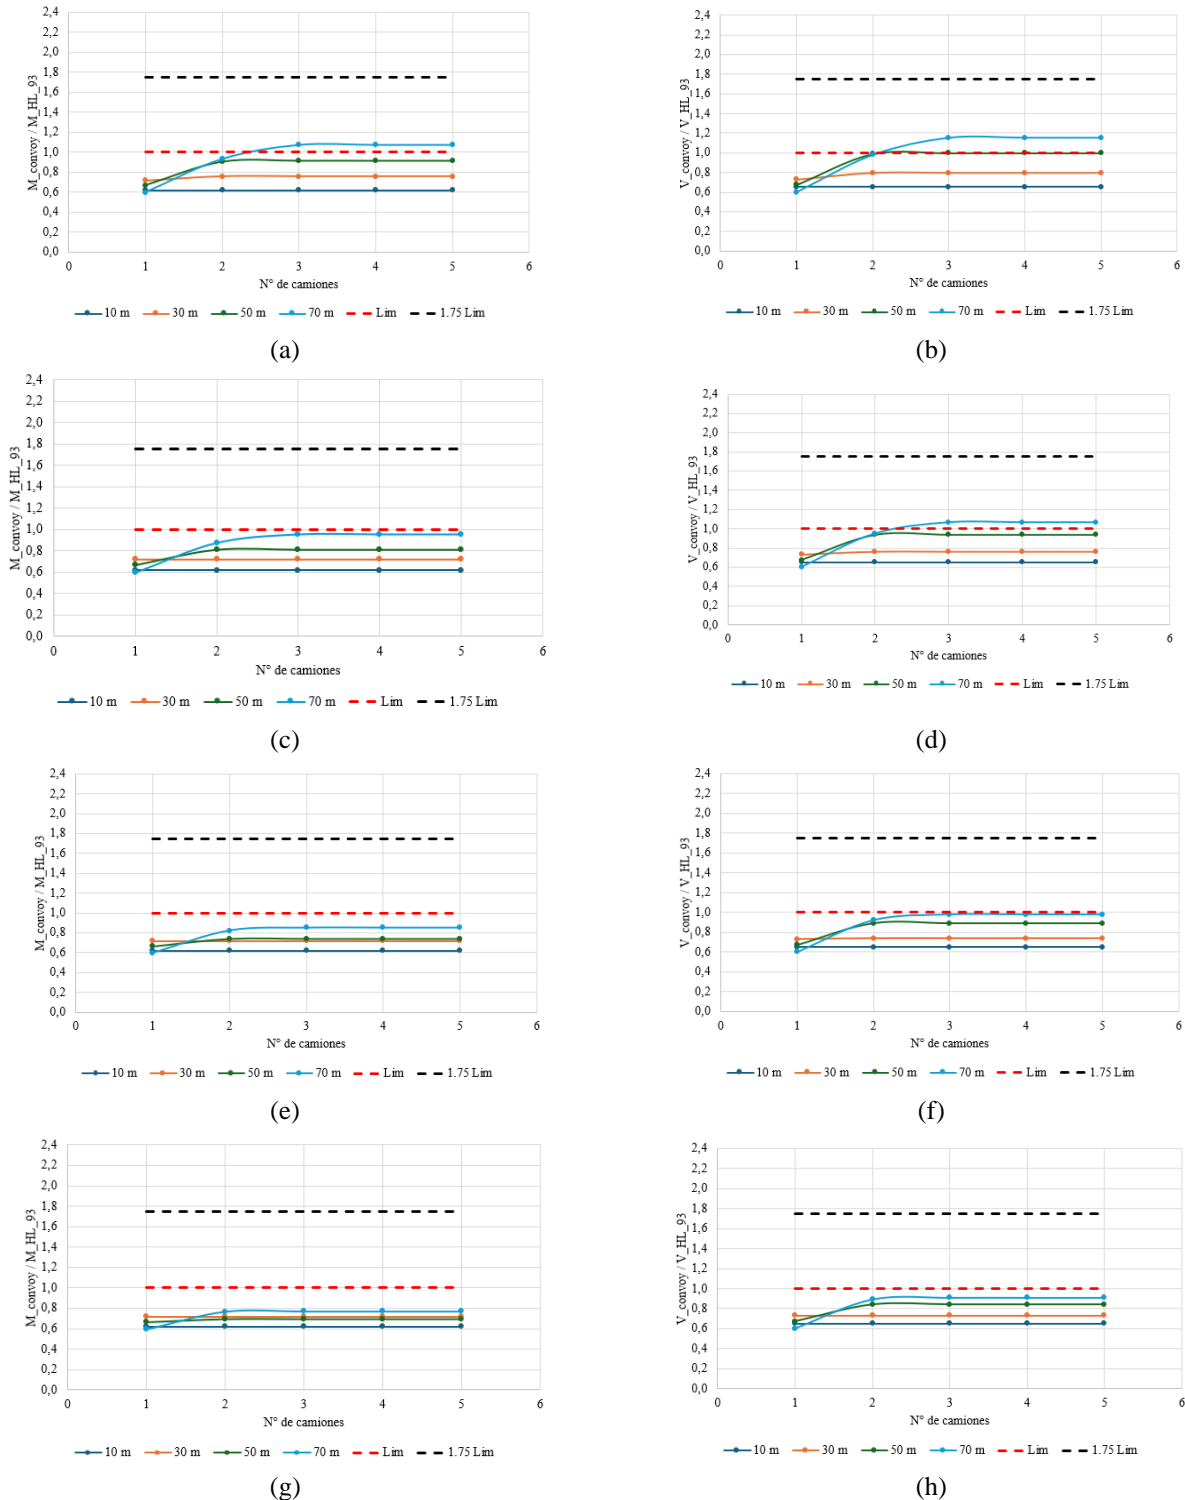 2,4
2,2
2,0
1,8
1,6
1,4
1,2
1,0
0,8
0,6
0,4
0,2
0,0
M_convoy / M_HL_93
0 1 2 3 4 5 6
N° de camiones
10 m 30 m 50 m 70 m Lim 1.75 Lim
(a)
2,4
2,2
2,0
1,8
1,6
1,4
1,2
1,0
0,8
0,6
0,4
0,2
0,0
V_convoy / V_HL_93
0 1 2 3 4 5 6
N° de camiones
10 m 30 m 50 m 70 m Lim 1.75 Lim
(b)
2,4
2,2
2,0
1,8
1,6
1,4
1,2
1,0
0,8
0,6
0,4
0,2
0,0
M_convoy / M_HL_93
0 1 2 3 4 5 6
N° de camiones
10 m 30 m 50 m 70 m Lim 1.75 Lim
(c)
2,4
2,2
2,0
1,8
1,6
1,4
1,2
1,0
0,8
0,6
0,4
0,2
0,0
V_convoy / V_HL_93
0 1 2 3 4 5 6
N° de camiones
10 m 30 m 50 m 70 m Lim 1.75 Lim
(d)
2,4
2,2
2,0
1,8
1,6
1,4
1,2
1,0
0,8
0,6
0,4
0,2
0,0
M_convoy / M_HL_93
0 1 2 3 4 5 6
N° de camiones
10 m 30 m 50 m 70 m Lim 1.75 Lim
(e)
2,4
2,2
2,0
1,8
1,6
1,4
1,2
1,0
0,8
0,6
0,4
0,2
0,0
V_convoy / V_HL_93
0 1 2 3 4 5 6
N° de camiones
10 m 30 m 50 m 70 m Lim 1.75 Lim
(f)
2,4
2,2
2,0
1,8
1,6
1,4
1,2
1,0
0,8
0,6
0,4
0,2
0,0
M_convoy / M_HL_93
0 1 2 3 4 5 6
N° de camiones
10 m 30 m 50 m 70 m Lim 1.75 Lim
(g)
2,4
2,2
2,0
1,8
1,6
1,4
1,2
1,0
0,8
0,6
0,4
0,2
0,0
V_convoy / V_HL_93
0 1 2 3 4 5 6
N° de camiones
10 m 30 m 50 m 70 m Lim 1.75 Lim
(h)